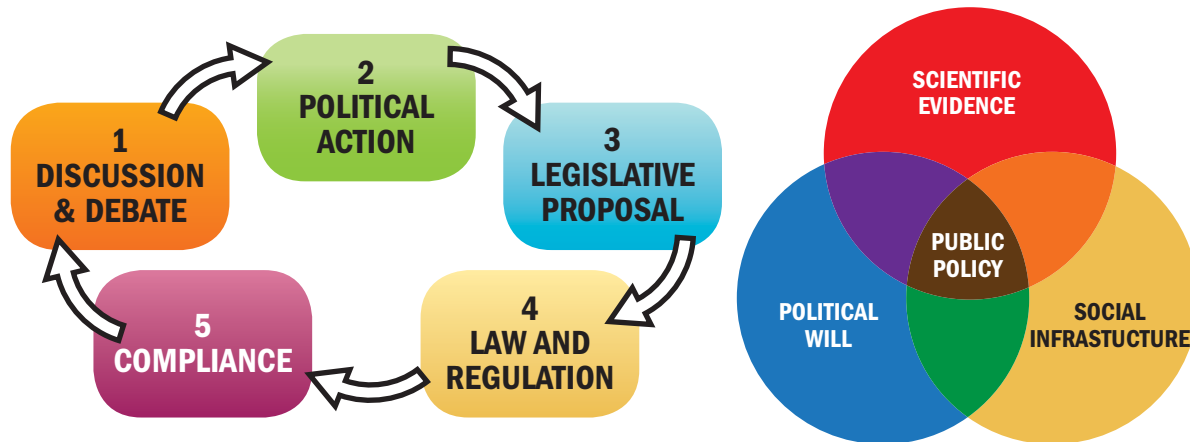 1
DISCUSSION
& DEBATE
2
POLITICAL
ACTION
3
LEGISLATIVE
PROPOSAL
4
LAW AND
REGULATION
5
COMPLIANCE
SCIENTIFIC
EVIDENCE
PUBLIC
POLICY
POLITICAL
WILL
SOCIAL
INFRASTUCTURE